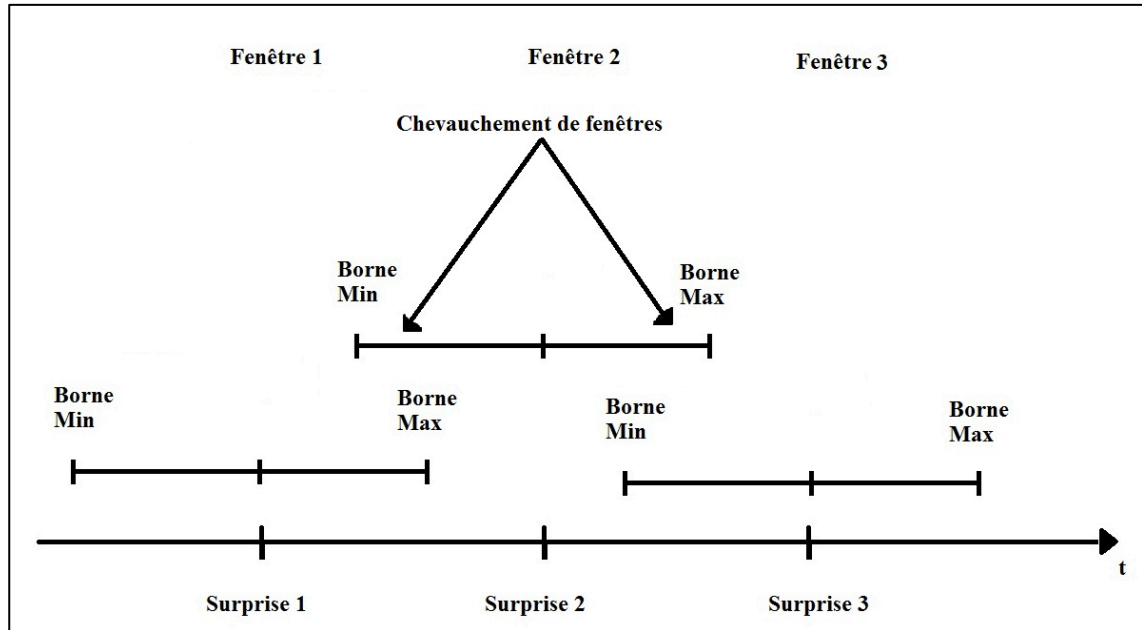 Fenêtre 1
Fenêtre 2
Fenêtre 3
Chevauchement de fenêtres
Borne
Min
Borne
Max
Borne
Min
Borne
Max
Borne
Min
Borne
Max
t
Surprise 1
Surprise 2
Surprise 3